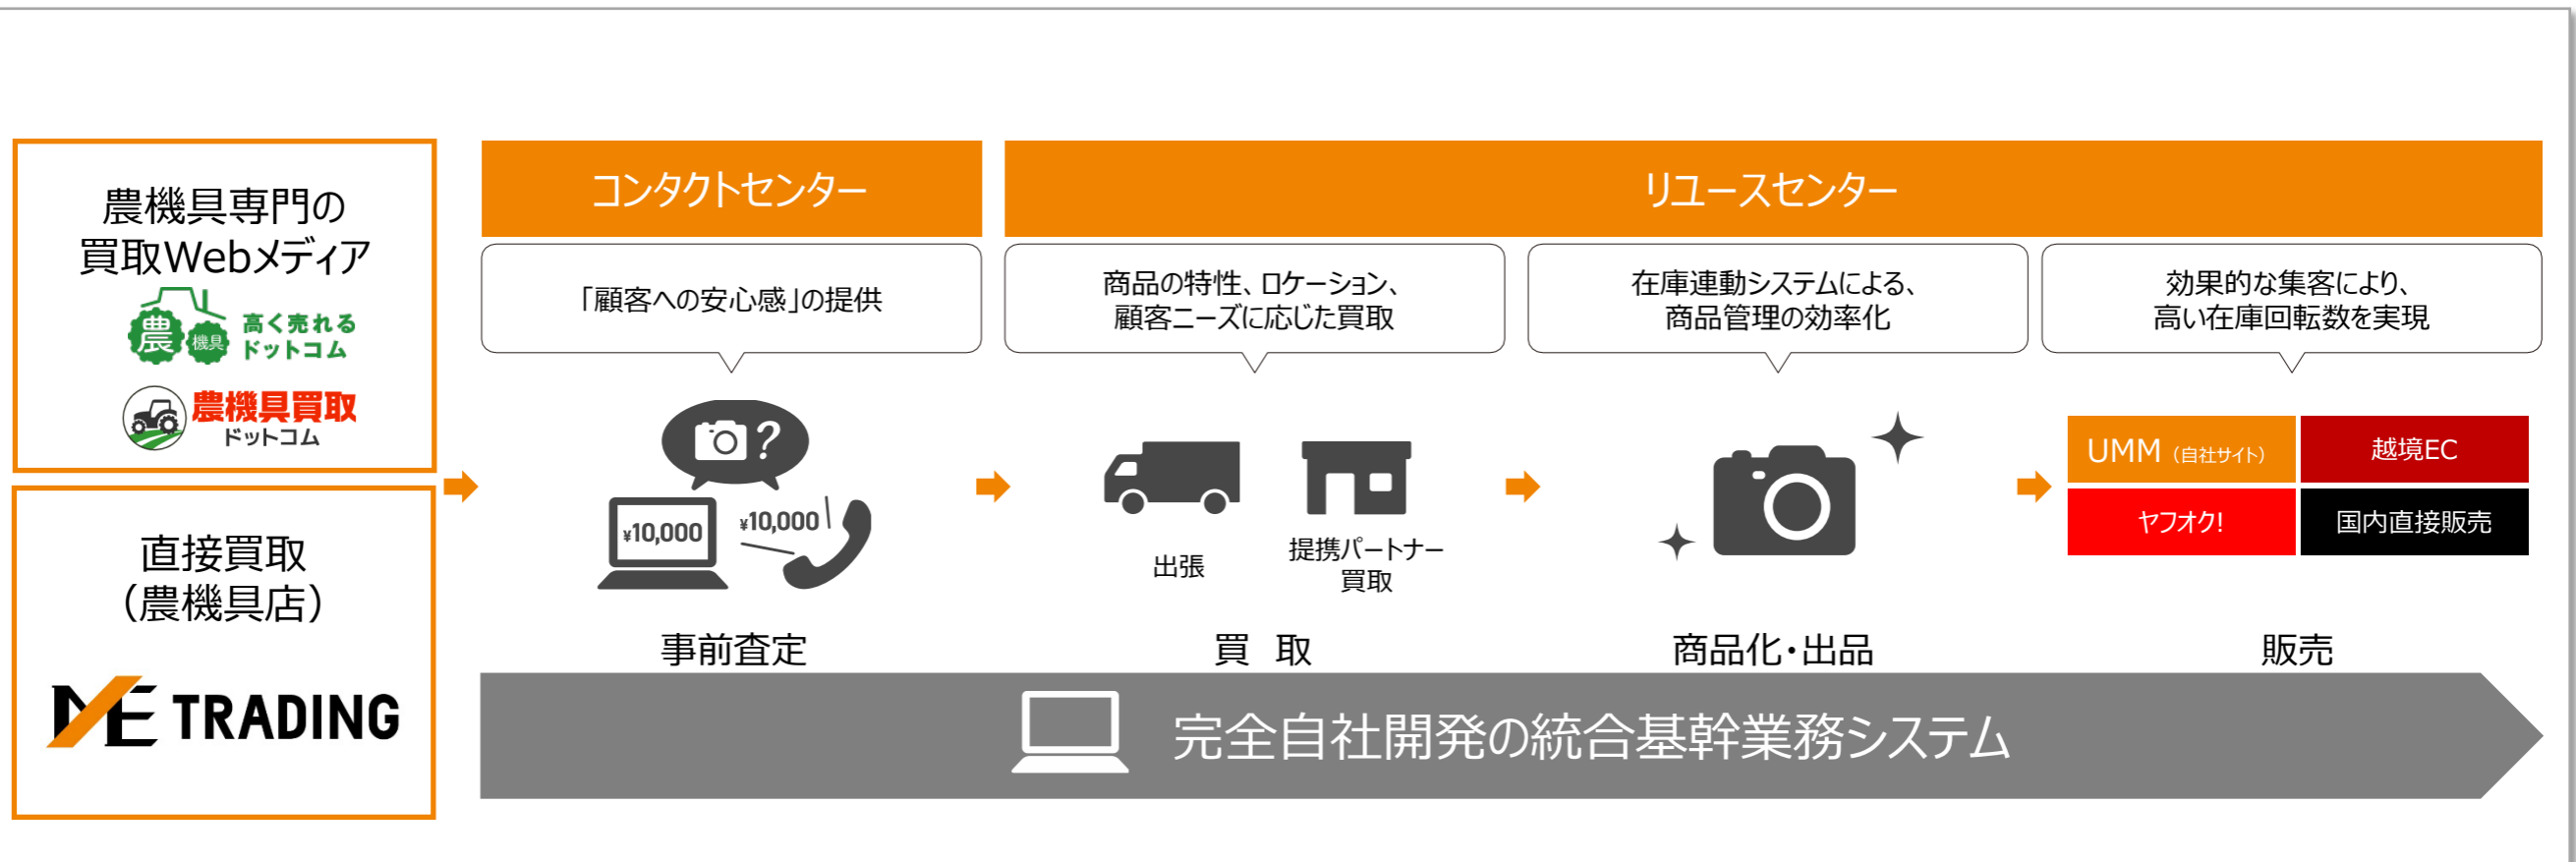 農機具専門の
買取Webメディア
農 機具 高く売れる
ドットコム
農機具買取
ドットコム
直接買取
（農機具店）
ME TRADING
コンタクトセンター
「顧客への安心感」の提供
?
¥10,000
¥10,000
事前査定
リユースセンター
商品の特性、ロケーション、
顧客ニーズに応じた買取
出張
提携パートナー
買取
買 取
在庫連動システムによる、
商品管理の効率化
商品化・出品
効果的な集客により、
高い在庫回転数を実現
UMM（自社サイト）
越境EC
ヤフオク!
国内直接販売
販売
完全自社開発の統合基幹業務システム